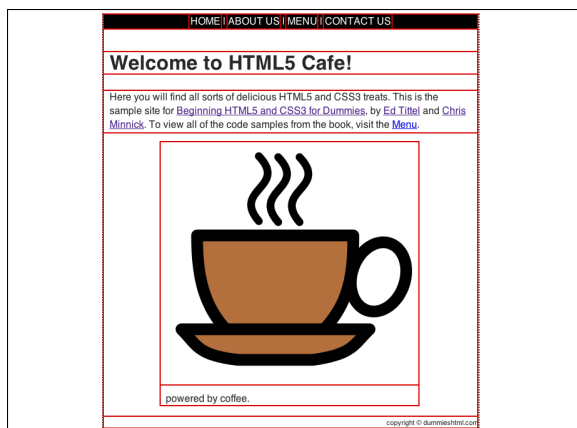 HOME | ABOUT US | MENU | CONTACT US
Welcome to HTML5 Cafe!
Here you will find all sorts of delicious HTML5 and CSS3 treats. This is the
sample site for Beginning HTML5 and CSS3 for Dummies, by Ed Tittel and Chris
Minnick. To view all of the code samples from the book, visit the Menu.
powered by coffee.
copyright © dummieshtml.com